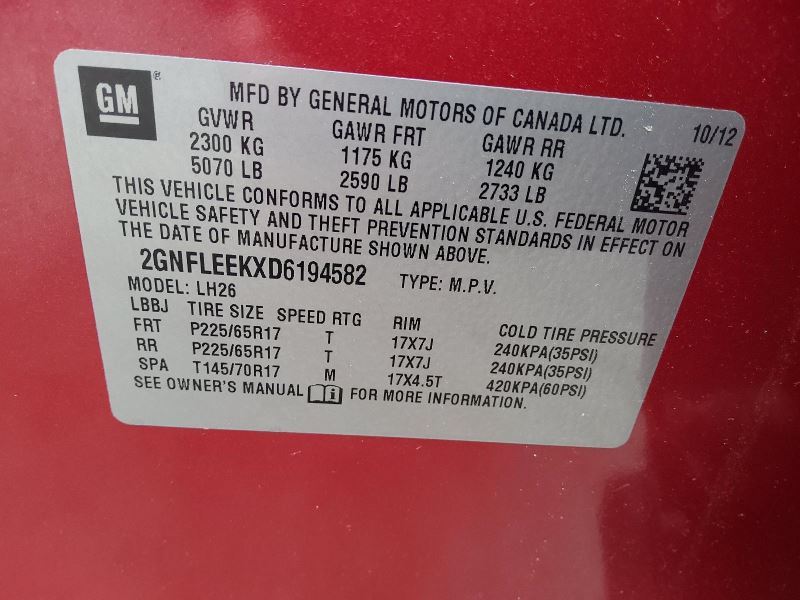 GM
MFD BY GENERAL MOTORS OF CANADA LTD. 10/12
GVWR GAWR FRT GAWR RR
2300 KG 1175 KG 1240 KG
5070 LB 2590 LB 2733 LB
THIS VEHICLE CONFORMS TO ALL APPLICABLE U.S. FEDERAL MOTOR
VEHICLE SAFETY AND THEFT PREVENTION STANDARDS IN EFFECT ON
THE DATE OF MANUFACTURE SHOWN ABOVE.
2GNFLEEKXD6194582 TYPE: M.P.V.
MODEL: LH26
LBBJ TIRE SIZE SPEED RTG RIM COLD TIRE PRESSURE
FRT P225/65R17 T 17X7J 240KPA(35PSI)
RR P225/65R17 T 17X7J 240KPA(35PSI)
SPA T145/70R17 M 17X4.5T 420KPA(60PSI)
SEE OWNER'S MANUAL i FOR MORE INFORMATION.